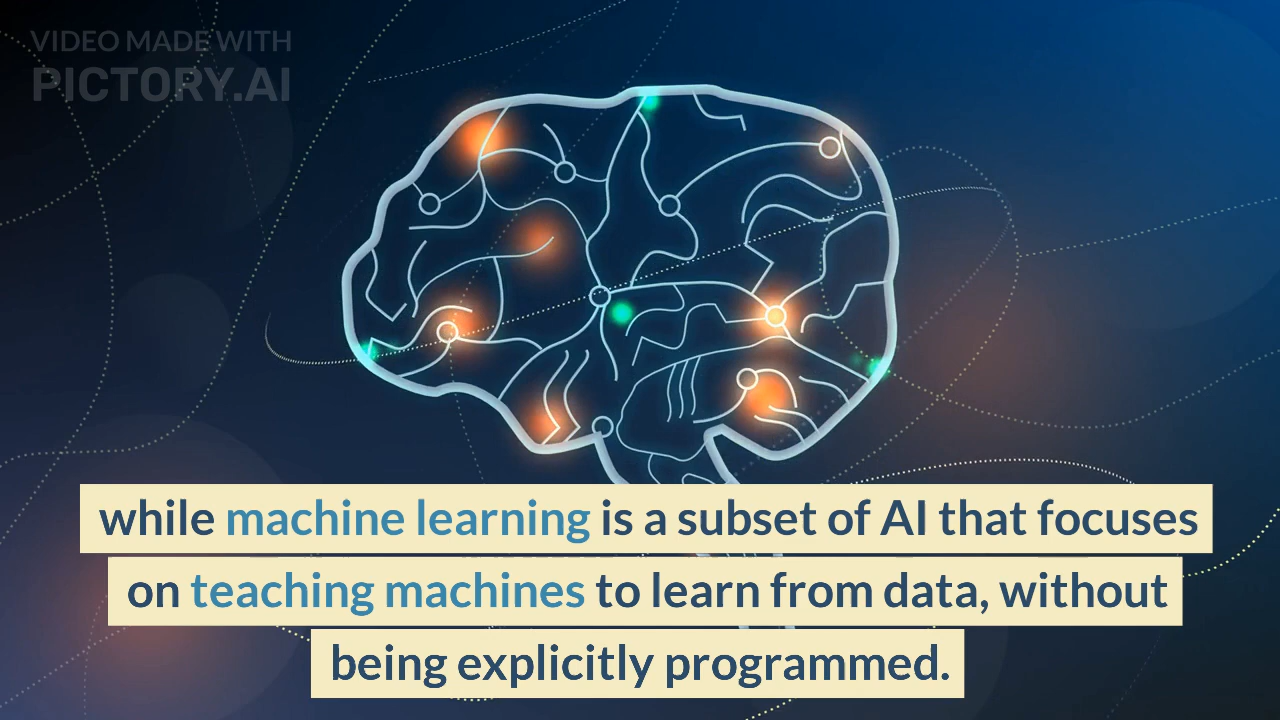 VIDEO MADE WITH
PICTORY.AI
while machine learning is a subset of AI that focuses
on teaching machines to learn from data, without
being explicitly programmed.